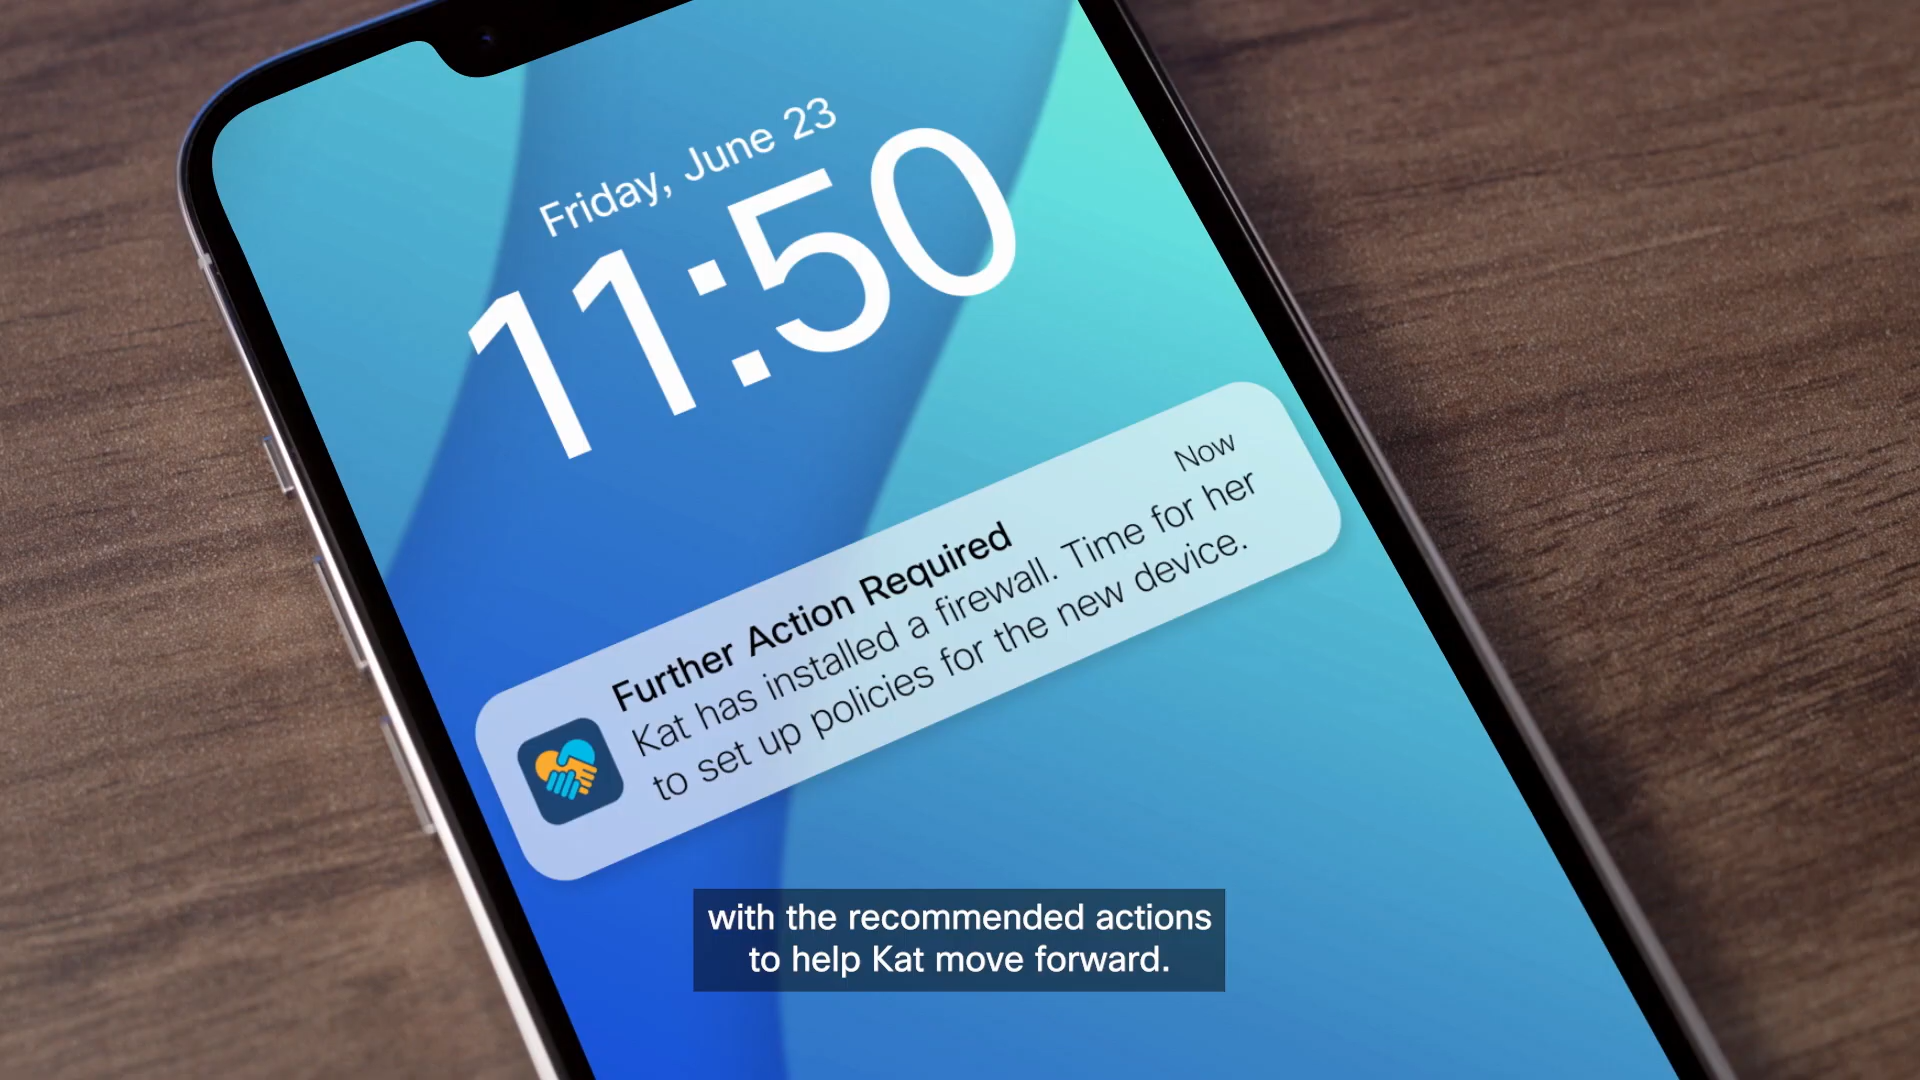 Friday, June 23
11:50
Now
Further Action Required
Kat has installed a firewall. Time for her
to set up policies for the new device.
with the recommended actions
to help Kat move forward.